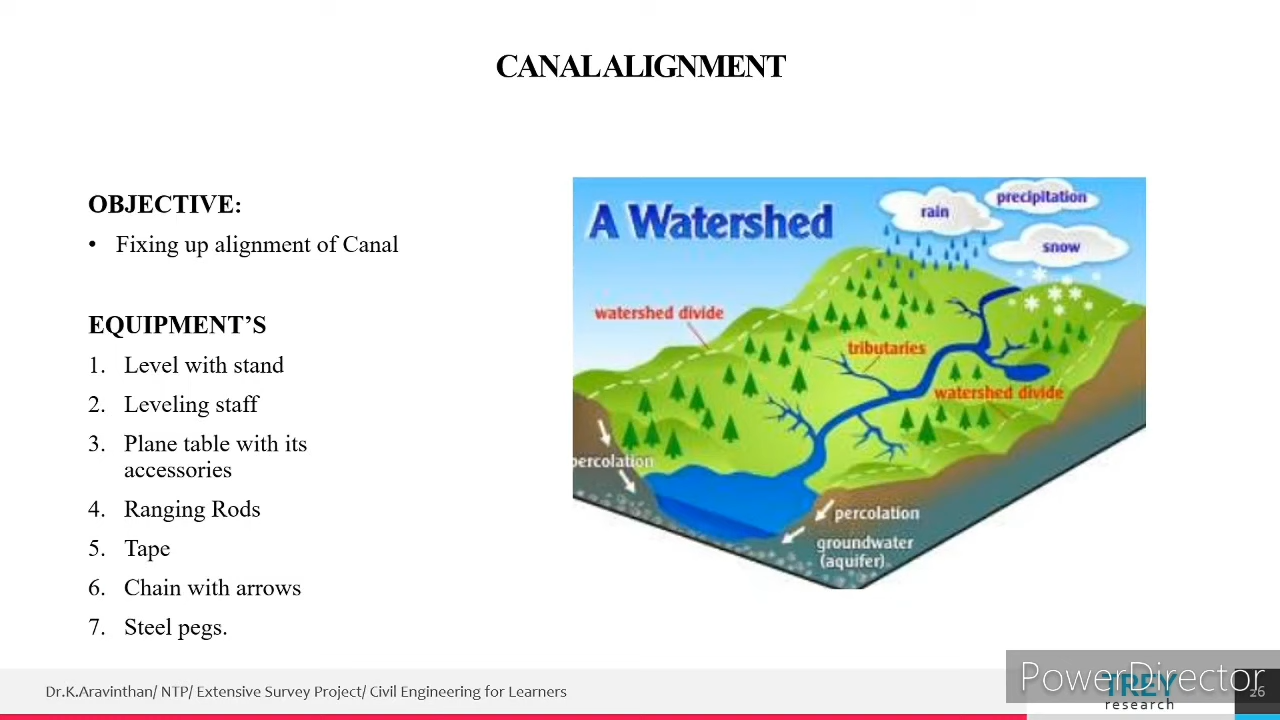 CANAL ALIGNMENT
OBJECTIVE:
• Fixing up alignment of Canal
EQUIPMENT’S
1. Level with stand
2. Leveling staff
3. Plane table with its
accessories
4. Ranging Rods
5. Tape
6. Chain with arrows
7. Steel pegs.
A Watershed
rain
precipitation
snow
watershed divide
tributaries
watershed divide
percolation
percolation
groundwater
(aquifer)
Dr.K.Aravinthan/ NTP/ Extensive Survey Project/ Civil Engineering for Learners
PowerDirector
TREY
research
26